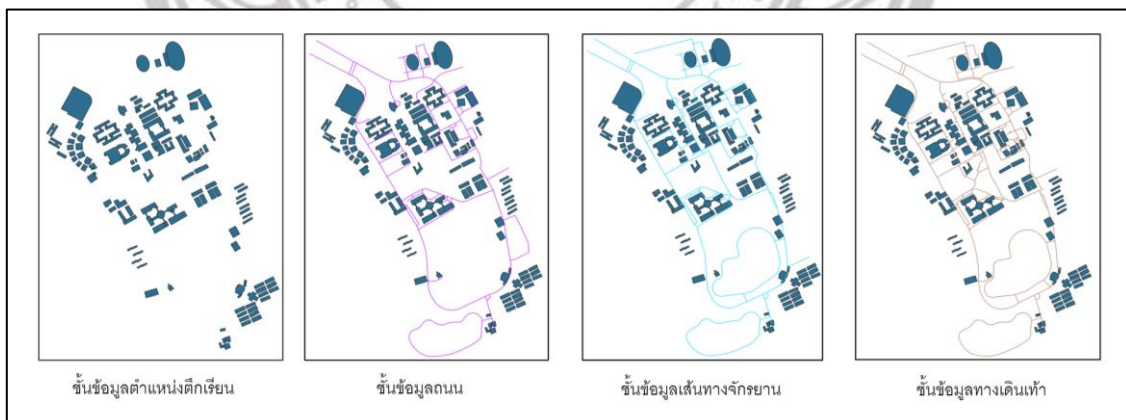 ชั้นข้อมูลตำแหน่งตึกเรียน
ชั้นข้อมูลถนน
ชั้นข้อมูลเส้นทางจักรยาน
ชั้นข้อมูลทางเดินเท้า